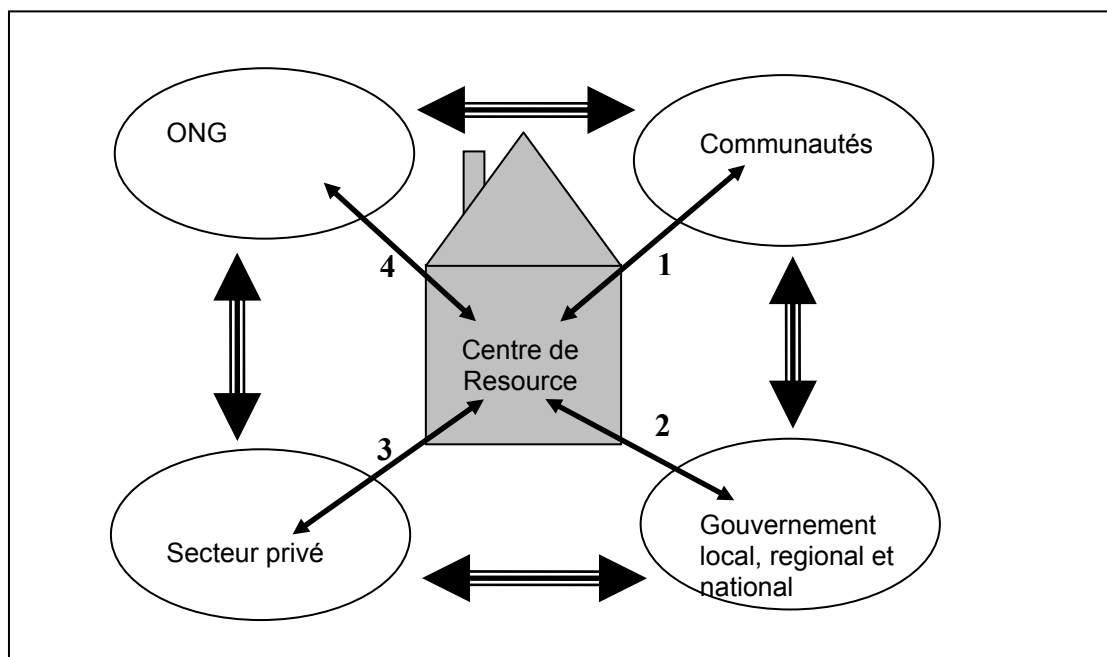 ONG
Communautés
4
1
Centre de
Resource
3
2
Secteur privé
Gouvernement
local, regional et
national